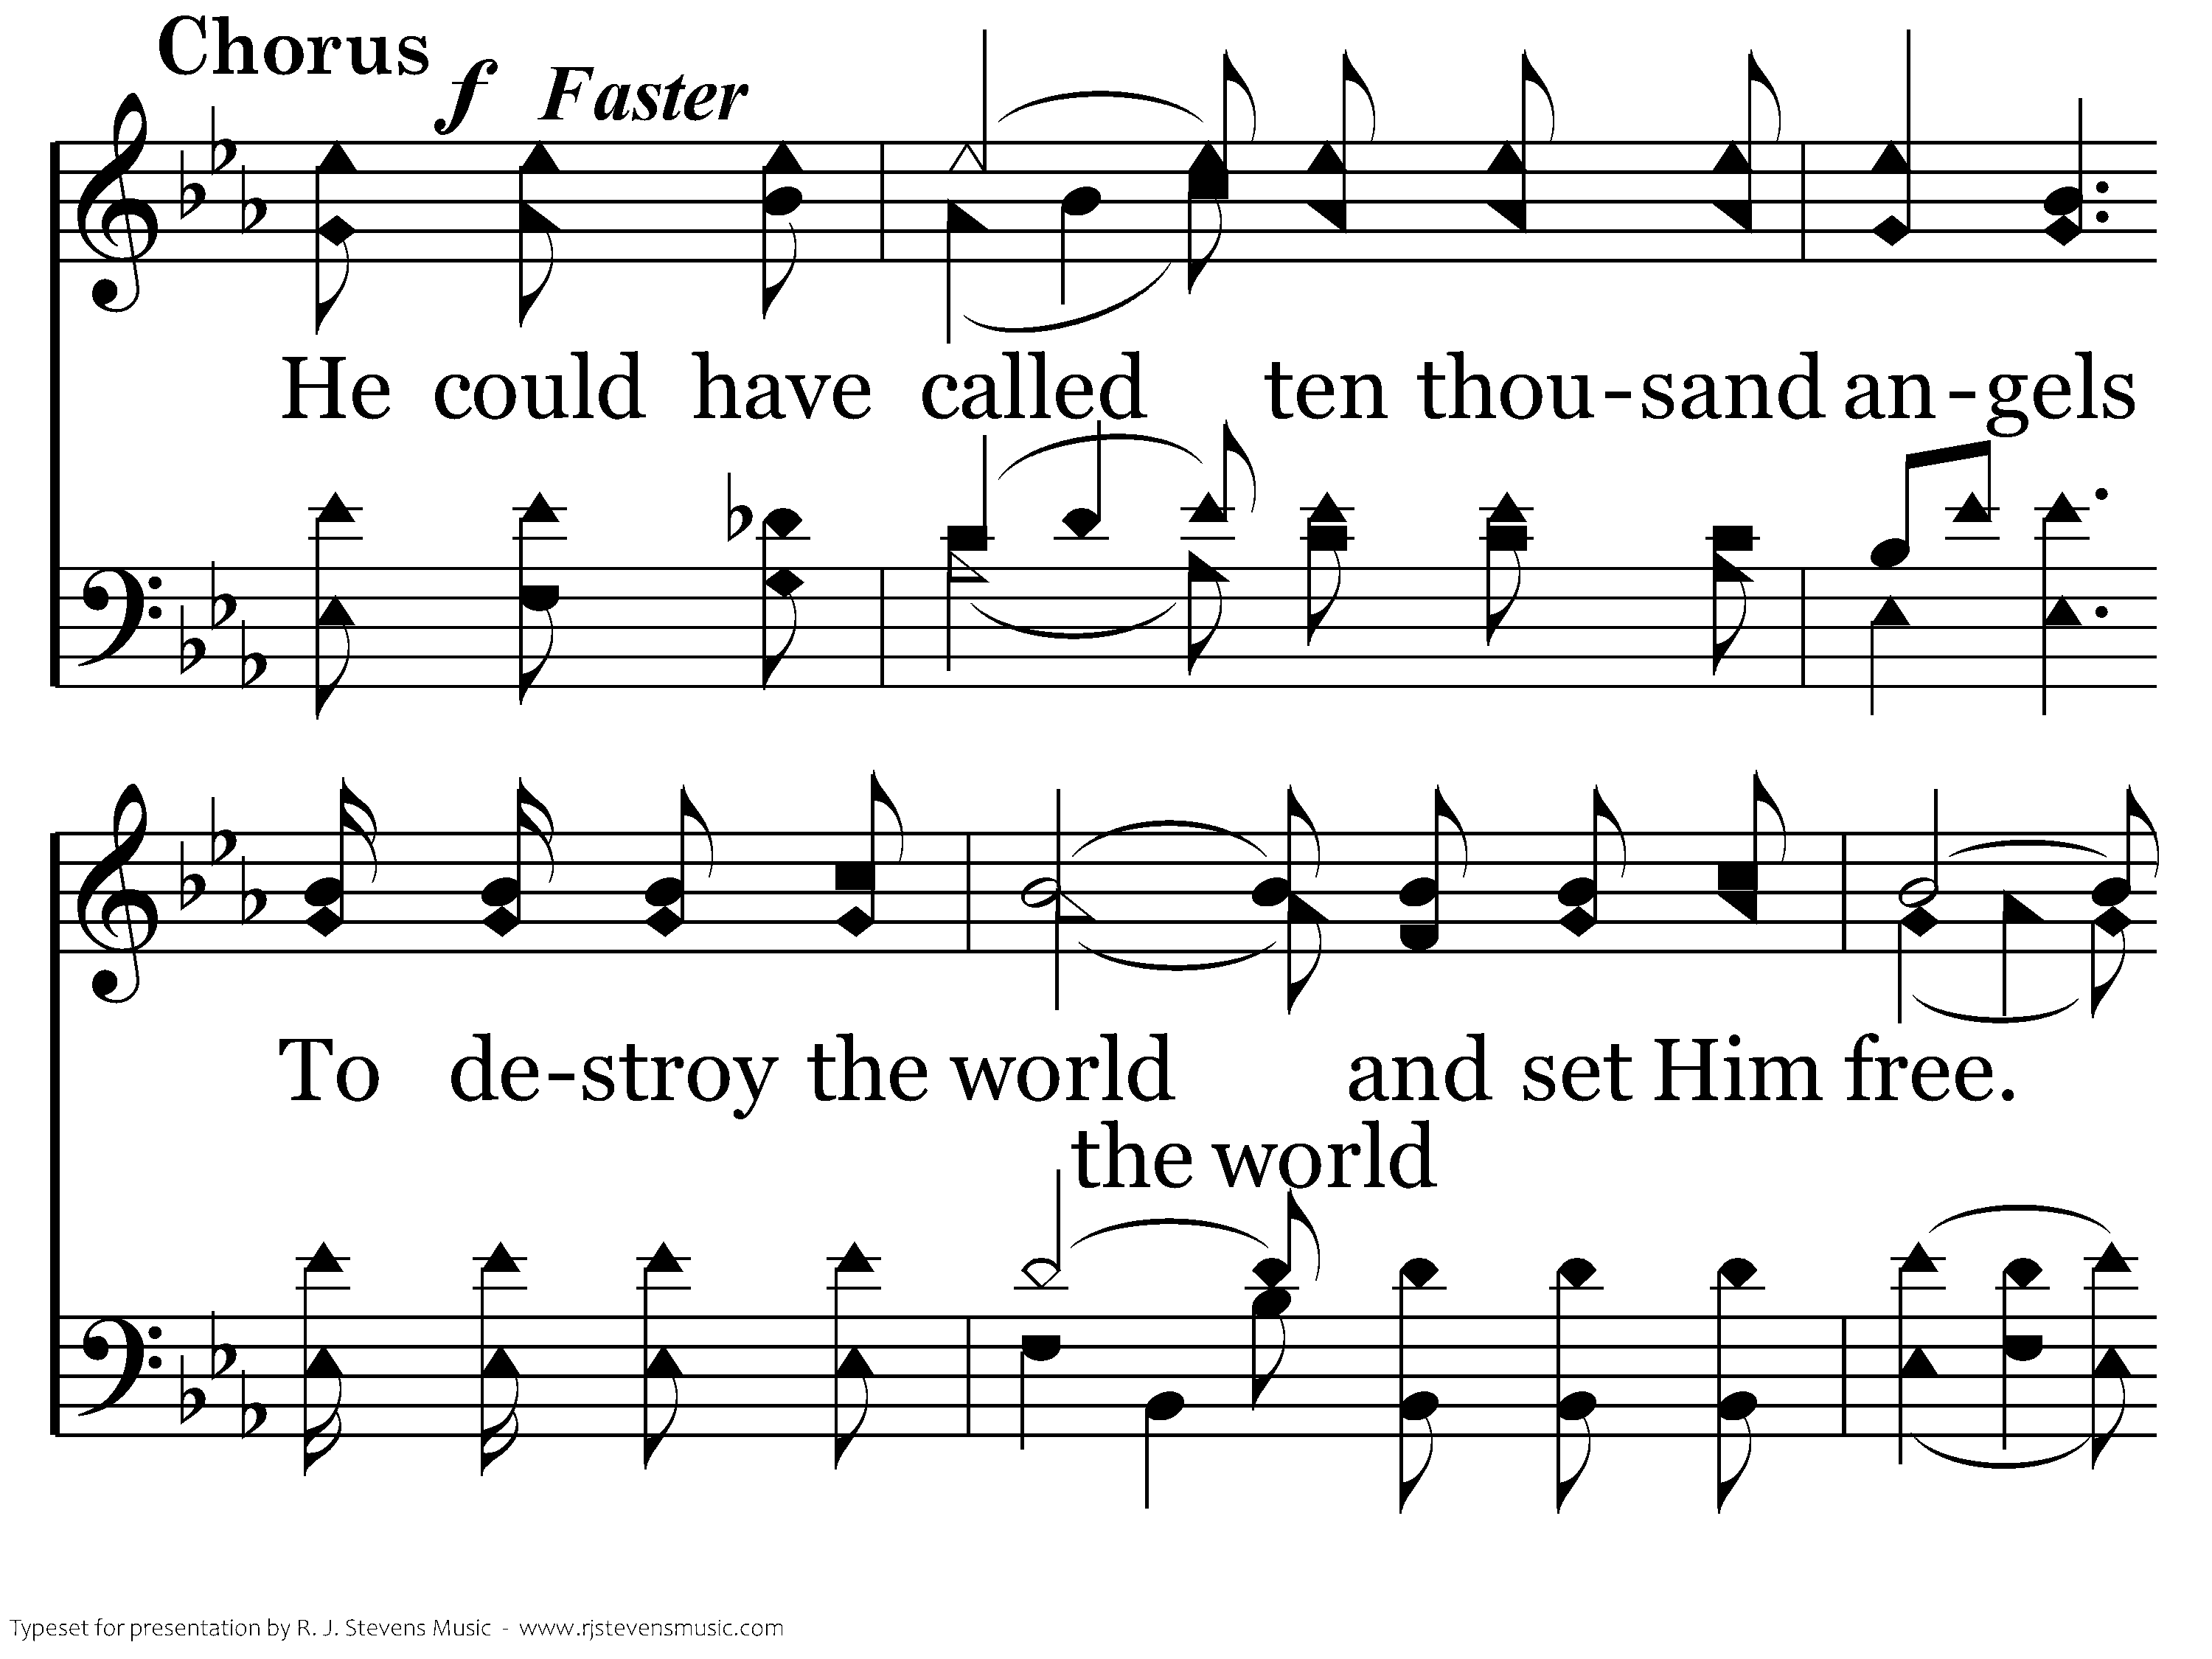 Chorus
f Faster
He could have called ten thou-sand an-gels
To de-stroy the world and set Him free.
the world
Typeset for presentation by R. J. Stevens Music - www.rjstevensmusic.com